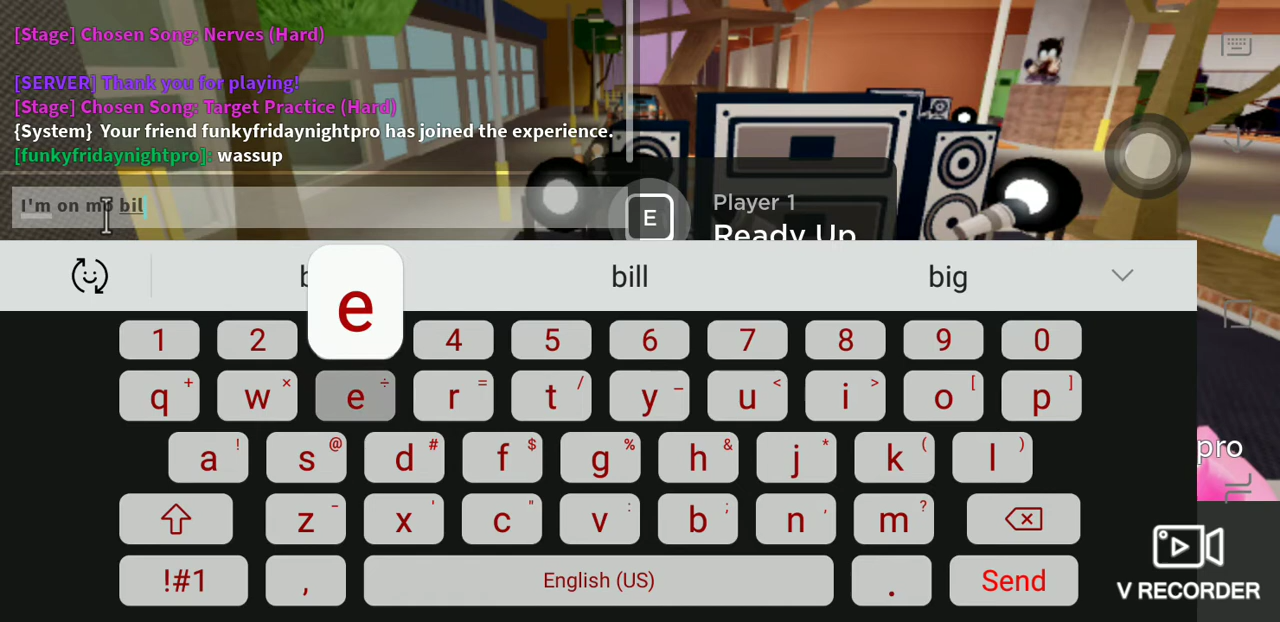 [Stage] Chosen Song: Nerves (Hard)
[SERVER] Thank you for playing!
[Stage] Chosen Song: Target Practice (Hard)
{System} Your friend funkyfridaynightpro has joined the experience.
[funkyfridaynightpro]: wassup
I'm on mo bil
E
Player 1
Ready Up
bill big
e
1 2 4 5 6 7 8 9 0
q + w × e ÷ r = t / y _ u < i > o [ p ]
a ! s @ d # f $ g % h & j * k ( l )
pro
z - x ' c " v : b ; n , m ?
!#1 , English (US) . Send
V RECORDER